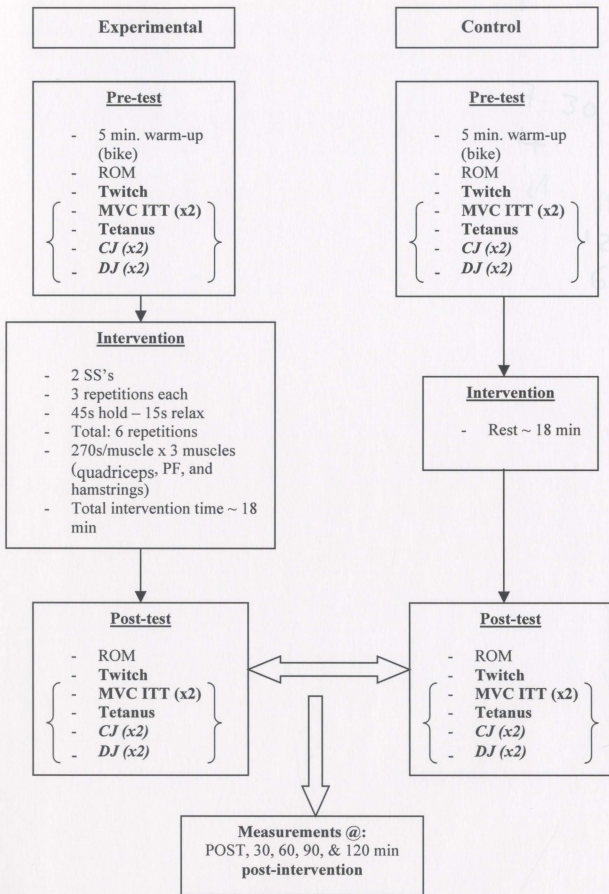 Experimental
Control
Pre-test
- 5 min. warm-up
(bike)
- ROM
- Twitch
- MVC ITT (x2)
- Tetanus
- CJ (x2)
- DJ (x2)
Pre-test
- 5 min. warm-up
(bike)
- ROM
- Twitch
- MVC ITT (x2)
- Tetanus
- CJ (x2)
- DJ (x2)
Intervention
- 2 SS's
- 3 repetitions each
- 45s hold – 15s relax
- Total: 6 repetitions
- 270s/muscle x 3 muscles
(quadriceps, PF, and
hamstrings)
- Total intervention time ~ 18
min
Intervention
- Rest ~ 18 min
Post-test
- ROM
- Twitch
- MVC ITT (x2)
- Tetanus
- CJ (x2)
- DJ (x2)
Post-test
- ROM
- Twitch
- MVC ITT (x2)
- Tetanus
- CJ (x2)
- DJ (x2)
Measurements @:
POST, 30, 60, 90, & 120 min
post-intervention
30